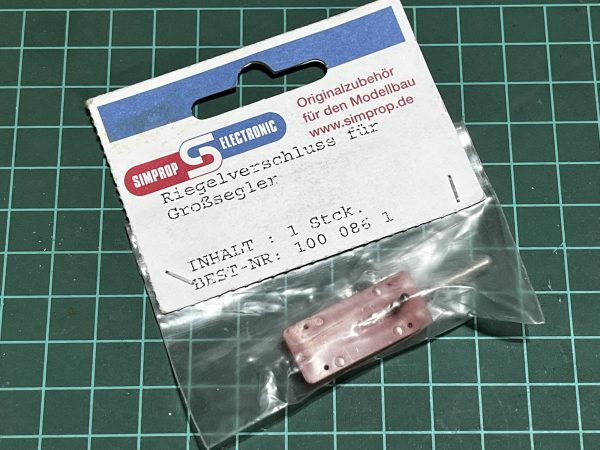 Originalzubehör
für den Modellbau
www.simprop.de
SIMPROP ELECTRONIC
Riegelverschluss für
Großsegler
INHALT : 1 Stck.
BEST-NR: 100 086 1